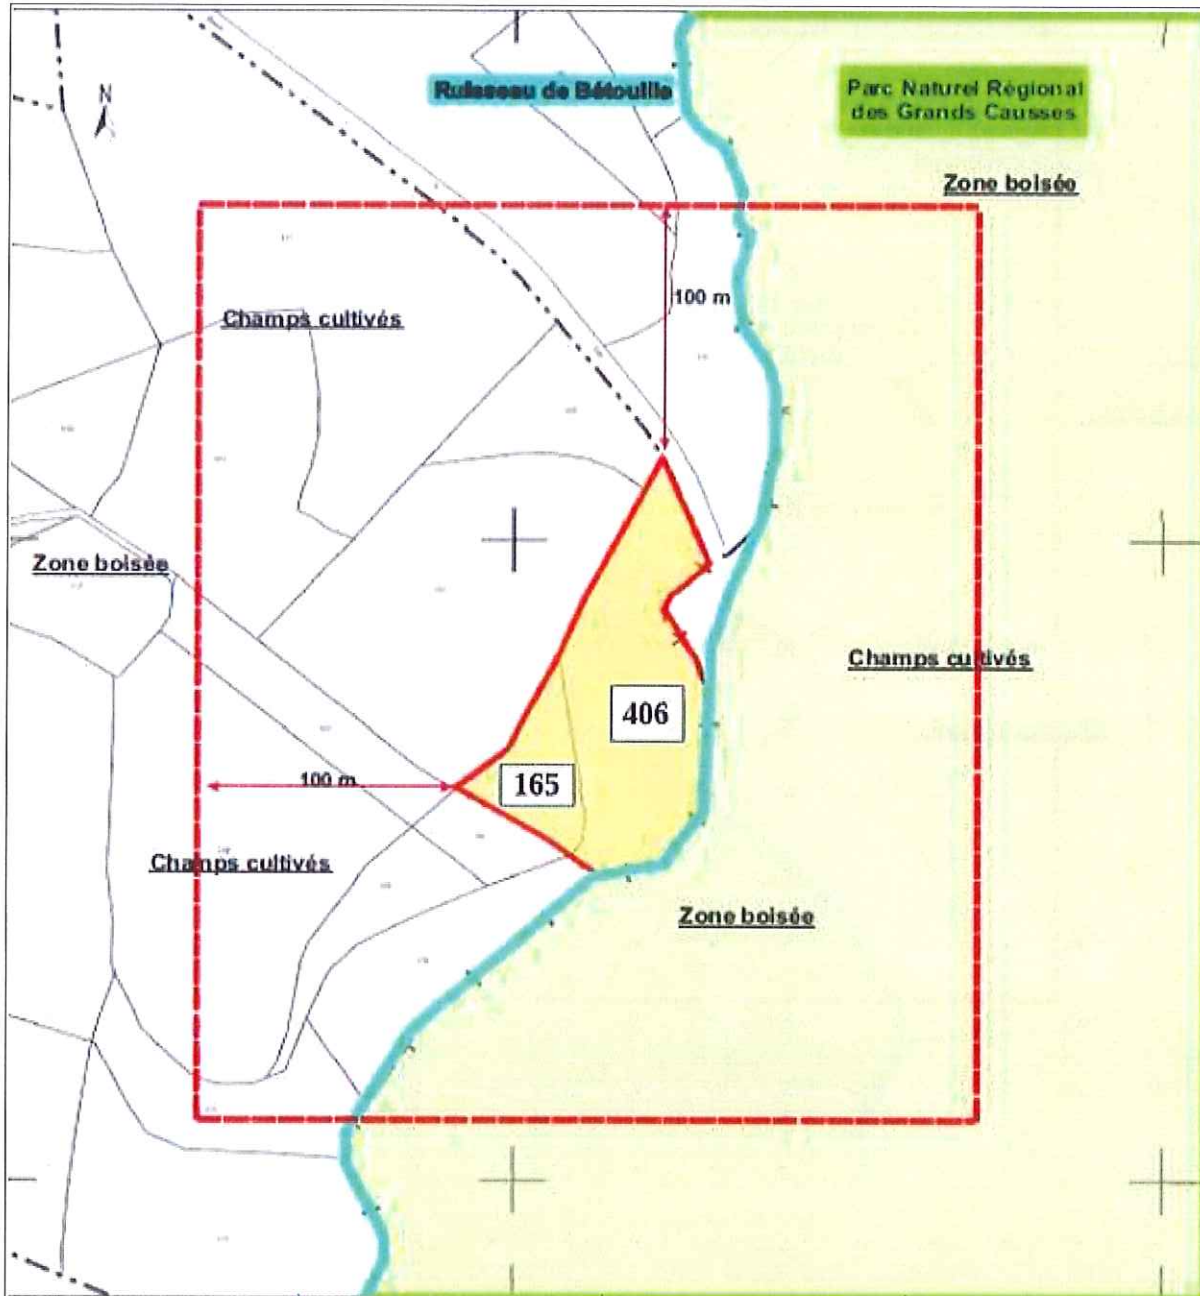 Ruisseau de Bétouille
Parc Naturel Régional
des Grands Causses
N
Zone boisée
100 m
Champs cultivés
Zone boisée
Champs cultivés
406
100 m
165
Champs cultivés
Zone boisée